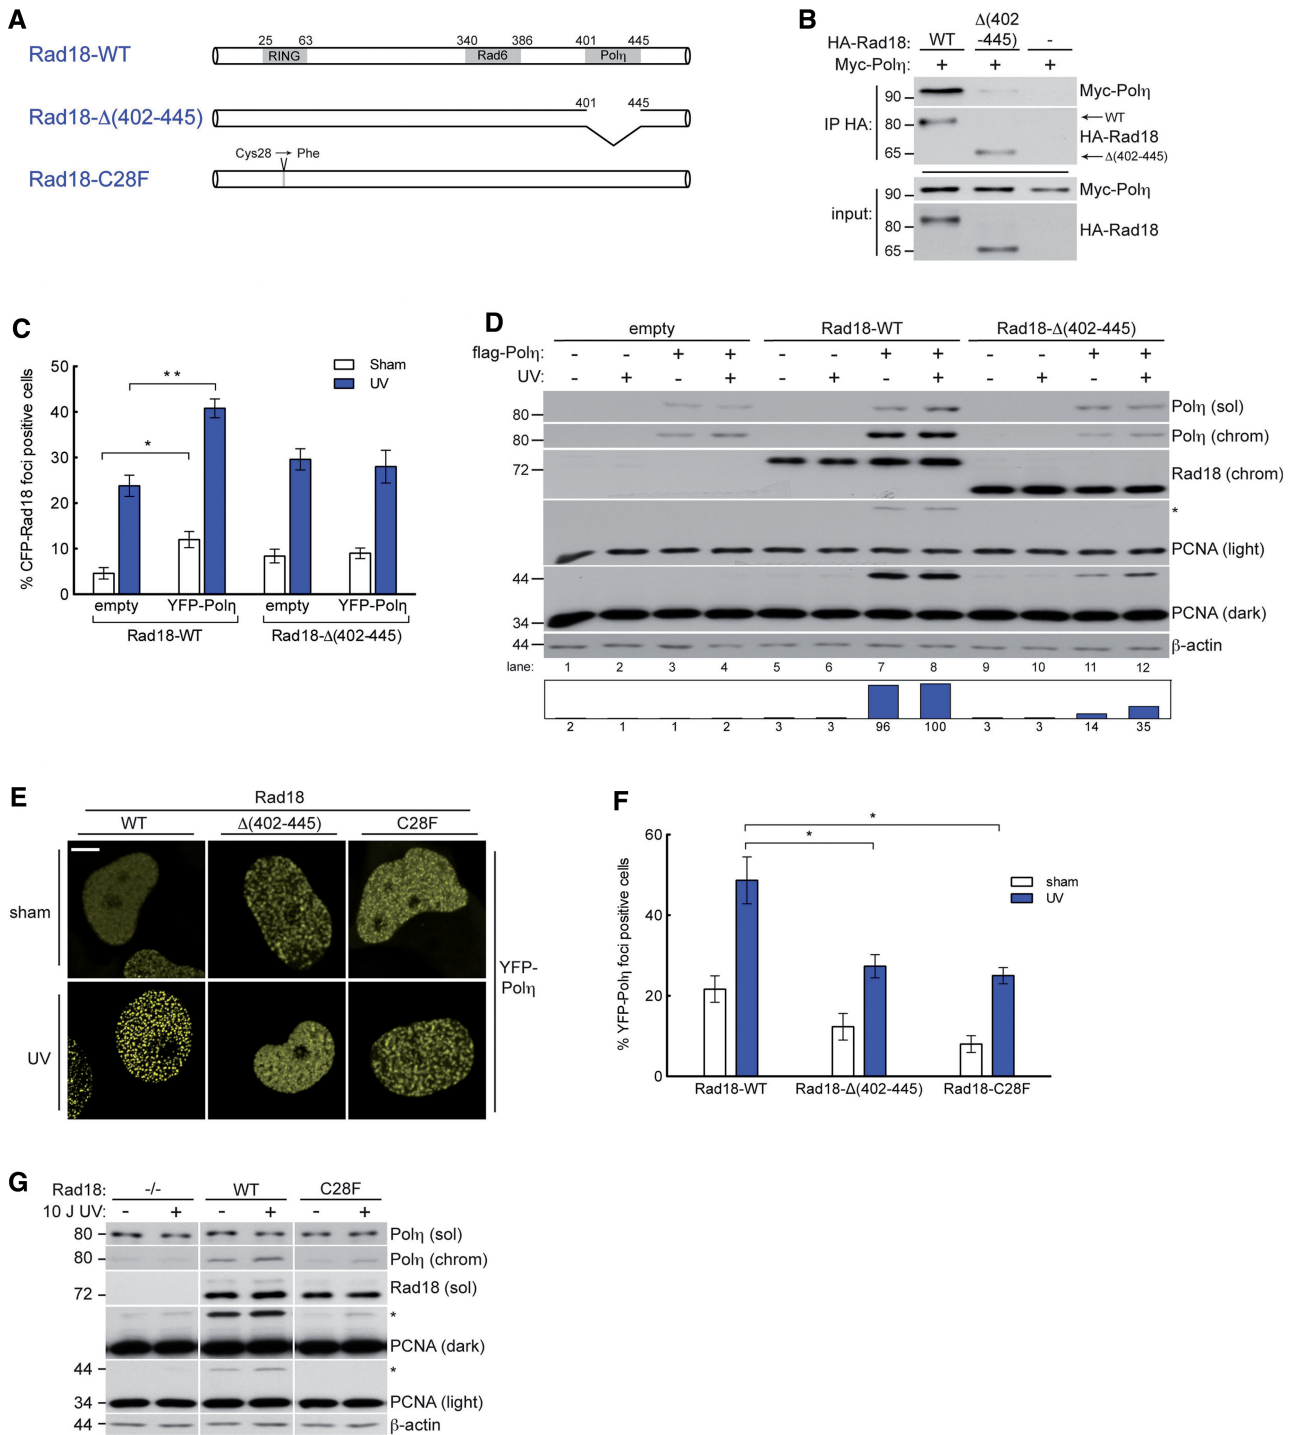 A
Rad18-WT
25 63 340 386 401 445
RING Rad6 Polη
Rad18-Δ(402-445)
401 445
Cys28 → Phe
Rad18-C28F
B
HA-Rad18: WT Δ(402-445) -
Myc-Polη: + + +
IP HA:
90 Myc-Polη
80 ← WT
HA-Rad18
65 ← Δ(402-445)
input:
90 Myc-Polη
80 HA-Rad18
65
C
% CFP-Rad18 foci positive cells
50
40
30
20
10
0
Sham
UV
* *
*
empty YFP-Polη empty YFP-Polη
Rad18-WT Rad18-Δ(402-445)
D
empty Rad18-WT Rad18-Δ(402-445)
flag-Polη: - - + + - - + + - - + +
UV: - + - + - + - + - + - +
80 Polη (sol)
80 Polη (chrom)
72 Rad18 (chrom)
*
PCNA (light)
44
PCNA (dark)
34
44 β-actin
lane: 1 2 3 4 5 6 7 8 9 10 11 12
2 1 1 2 3 3 96 100 3 3 14 35
E
Rad18
WT Δ(402-445) C28F
sham
UV
YFP-Polη
F
% YFP-Polη foci positive cells
60
40
20
0
*
*
sham
UV
Rad18-WT Rad18-Δ(402-445) Rad18-C28F
G
Rad18: -/- WT C28F
10 J UV: - + - + - +
80 Polη (sol)
80 Polη (chrom)
72 Rad18 (sol)
*
PCNA (dark)
44 *
34 PCNA (light)
44 β-actin